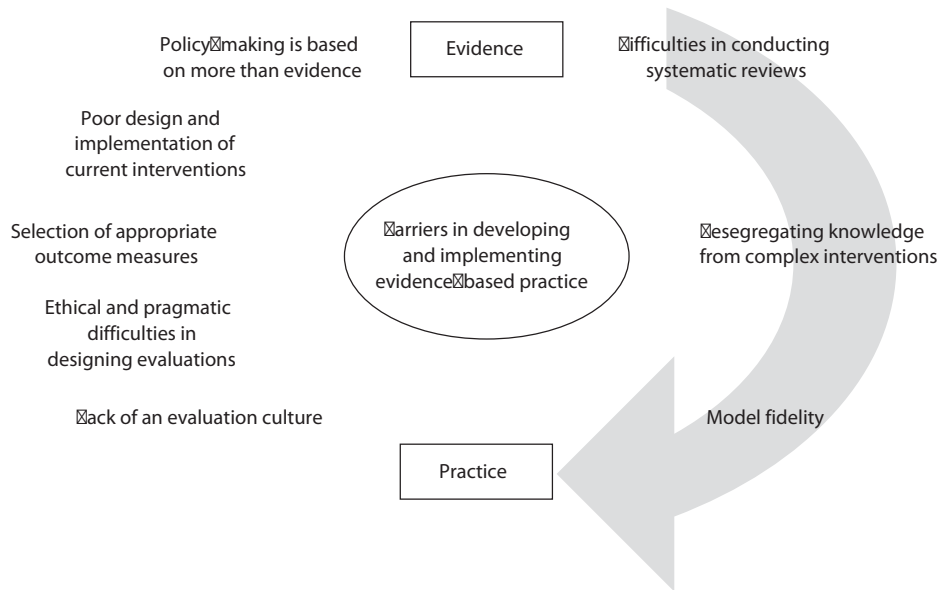 Policy☒making is based
on more than evidence
Evidence
☒ifficulties in conducting
systematic reviews
Poor design and
implementation of
current interventions
Selection of appropriate
outcome measures
☒arriers in developing
and implementing
evidence☒based practice
☒esegregating knowledge
from complex interventions
Ethical and pragmatic
difficulties in
designing evaluations
☒ack of an evaluation culture
Model fidelity
Practice